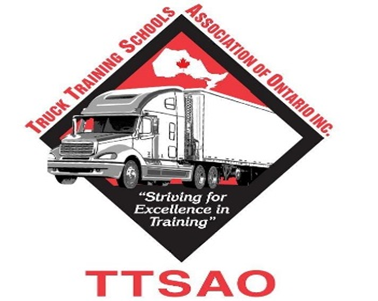 TRUCK TRAINING SCHOOLS
ASSOCIATION OF ONTARIO INC.
“Striving for
Excellence in
Training”
TTSAO